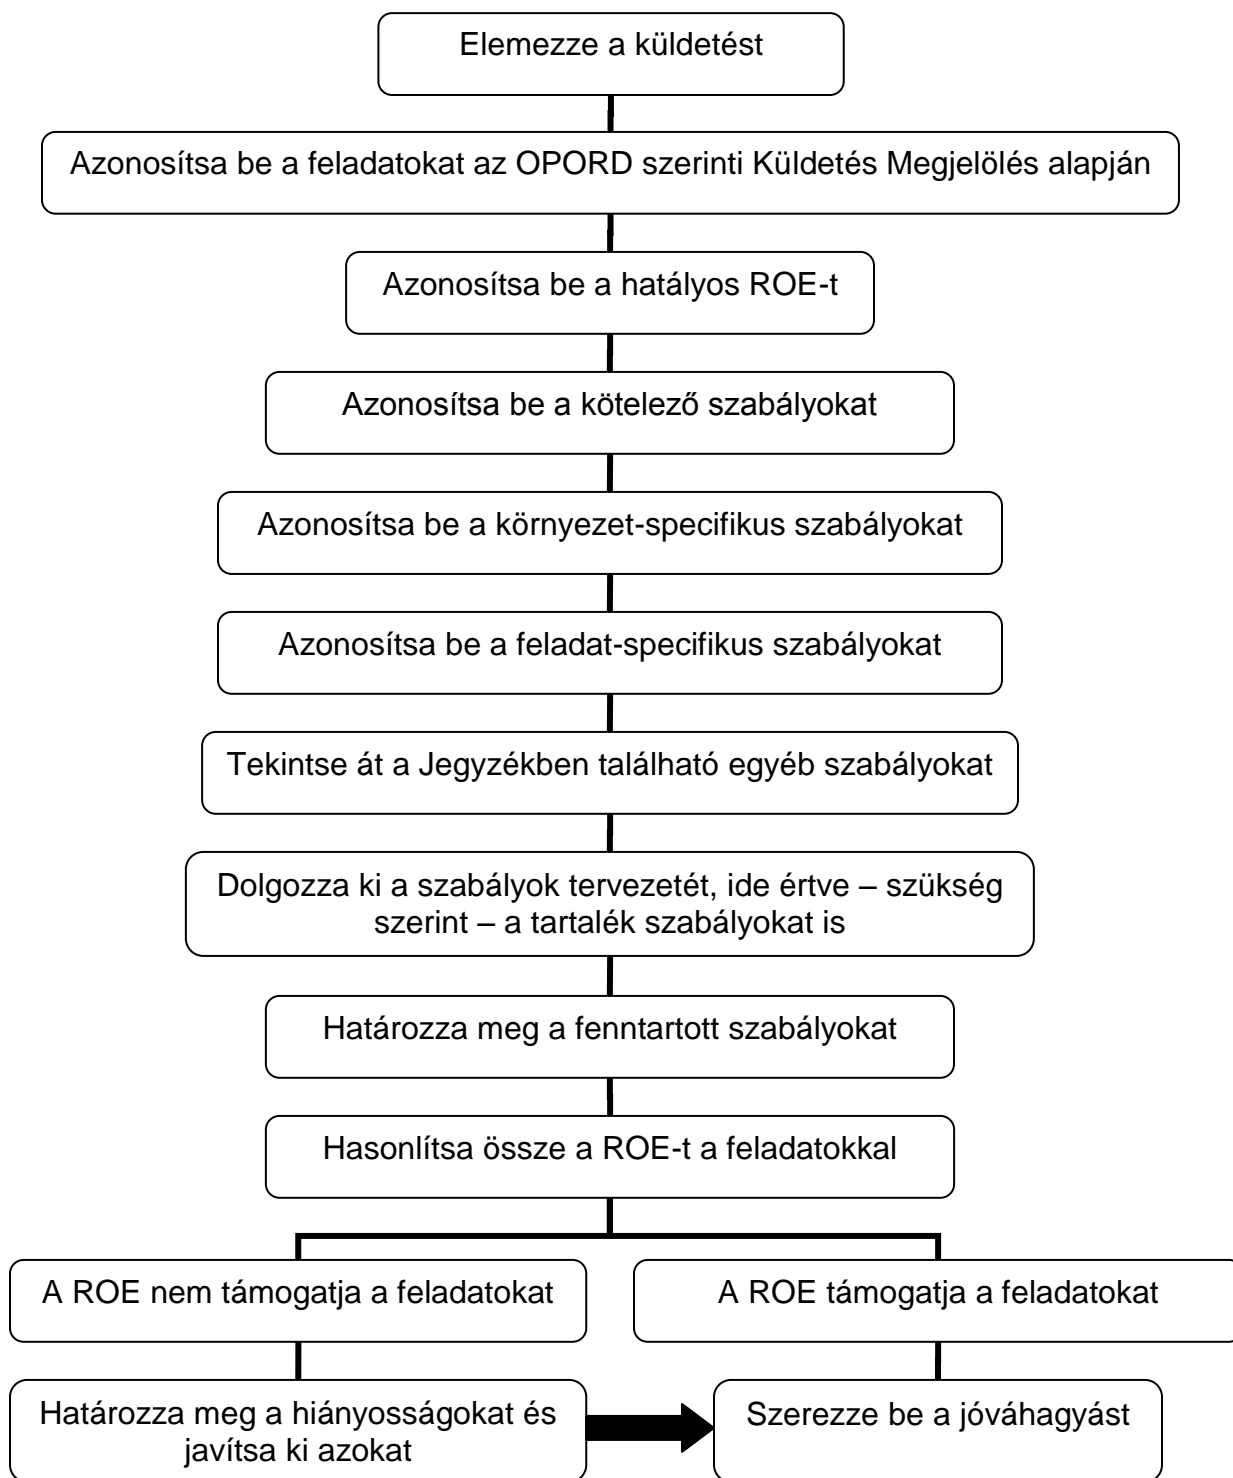 Elemezze a küldetést
Azonosítsa be a feladatokat az OPORD szerinti Küldetés Megjelölés alapján
Azonosítsa be a hatályos ROE-t
Azonosítsa be a kötelező szabályokat
Azonosítsa be a környezet-specifikus szabályokat
Azonosítsa be a feladat-specifikus szabályokat
Tekintse át a Jegyzékben található egyéb szabályokat
Dolgozza ki a szabályok tervezetét, ide értve – szükség
szerint – a tartalék szabályokat is
Határozza meg a fenntartott szabályokat
Hasonlítsa össze a ROE-t a feladatokkal
A ROE nem támogatja a feladatokat
A ROE támogatja a feladatokat
Határozza meg a hiányosságokat és
javítsa ki azokat
Szerezze be a jóváhagyást